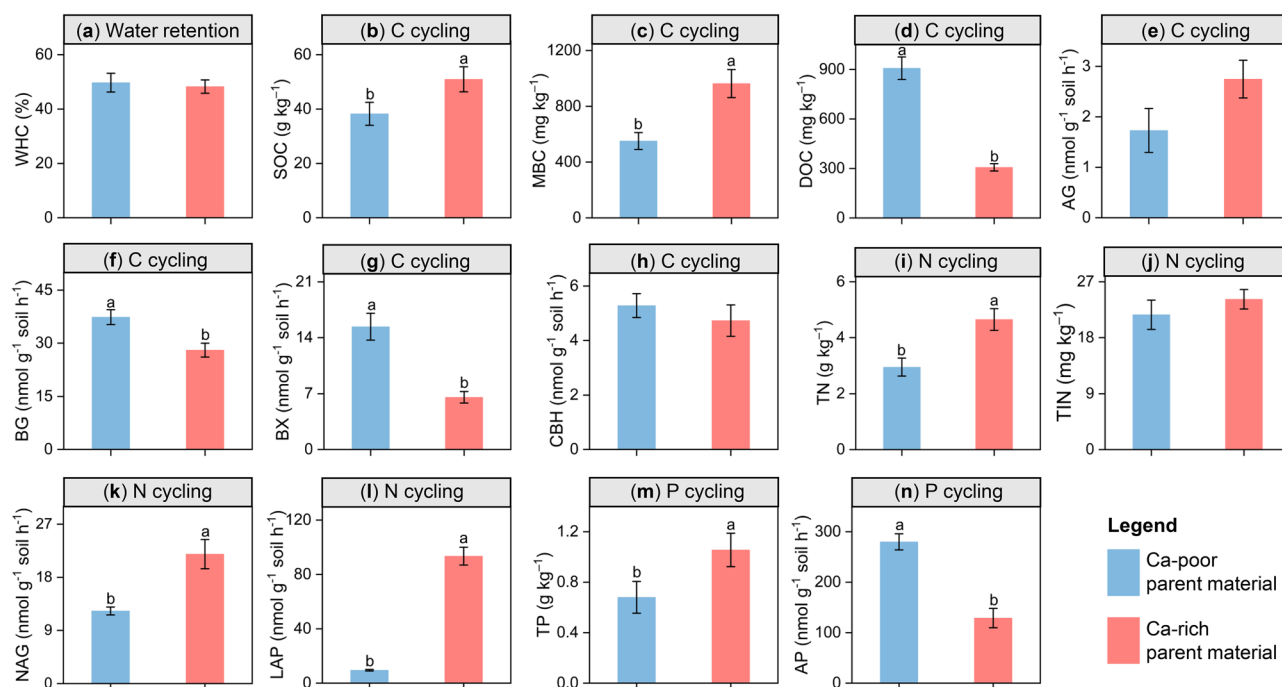 (a) Water retention
WHC (%)
60
40
20
0
(b) C cycling
SOC (g kg⁻¹)
60
40
20
0
b
a
(c) C cycling
MBC (mg kg⁻¹)
1200
800
400
0
b
a
(d) C cycling
DOC (mg kg⁻¹)
900
600
300
0
a
b
(e) C cycling
AG (nmol g⁻¹ soil h⁻¹)
3
2
1
0
(f) C cycling
BG (nmol g⁻¹ soil h⁻¹)
45
30
15
0
a
b
(g) C cycling
BX (nmol g⁻¹ soil h⁻¹)
21
14
7
0
a
b
(h) C cycling
CBH (nmol g⁻¹ soil h⁻¹)
6
4
2
0
(i) N cycling
TN (g kg⁻¹)
6
4
2
0
b
a
(j) N cycling
TIN (mg kg⁻¹)
27
18
9
0
(k) N cycling
NAG (nmol g⁻¹ soil h⁻¹)
27
18
9
0
b
a
(l) N cycling
LAP (nmol g⁻¹ soil h⁻¹)
120
80
40
0
b
a
(m) P cycling
TP (g kg⁻¹)
1.2
0.8
0.4
0.0
b
a
(n) P cycling
AP (nmol g⁻¹ soil h⁻¹)
300
200
100
0
a
b
Legend
Ca-poor
parent material
Ca-rich
parent material